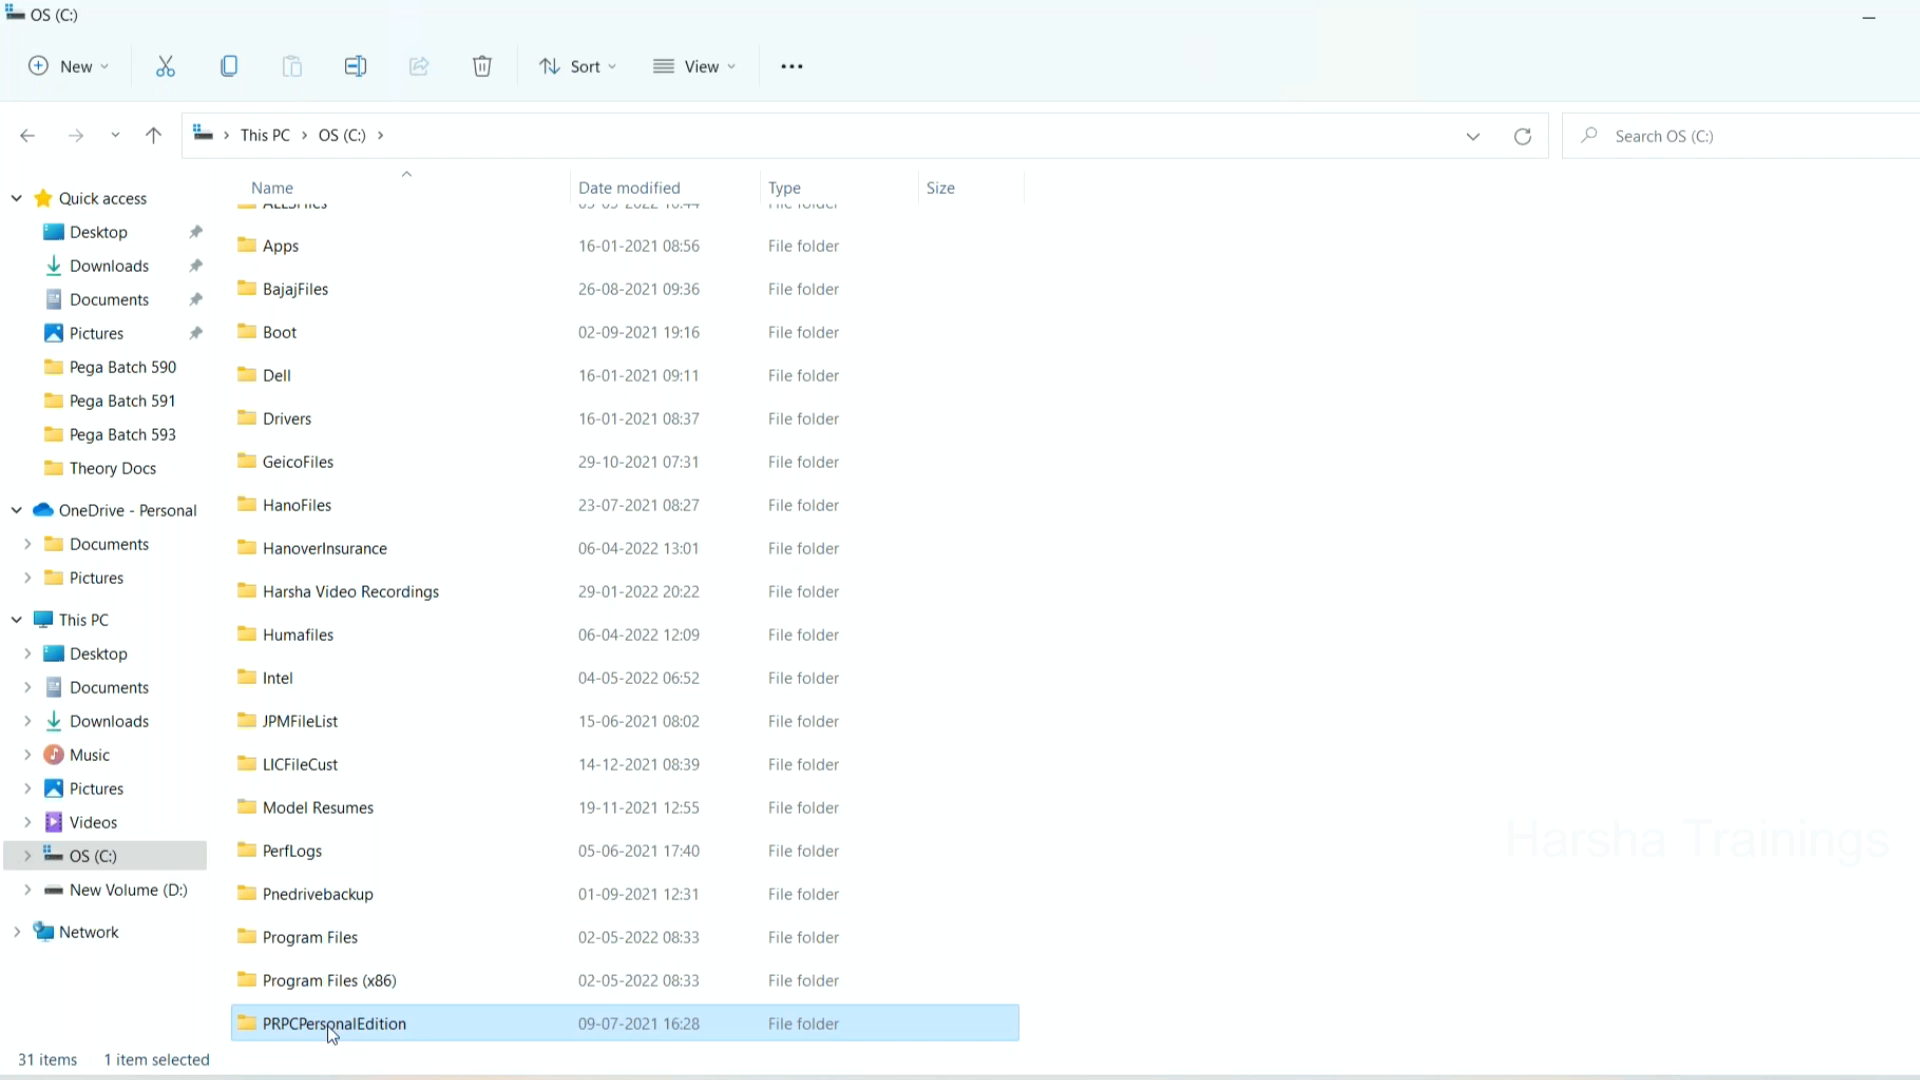 OS (C:)
New
Sort
View
This PC > OS (C:) >
Search OS (C:)
Name Date modified Type Size
Quick access
Desktop
Downloads
Documents
Pictures
Pega Batch 590
Pega Batch 591
Pega Batch 593
Theory Docs
OneDrive - Personal
Documents
Pictures
This PC
Desktop
Documents
Downloads
Music
Pictures
Videos
OS (C:)
New Volume (D:)
Network
Apps 16-01-2021 08:56 File folder
BajajFiles 26-08-2021 09:36 File folder
Boot 02-09-2021 19:16 File folder
Dell 16-01-2021 09:11 File folder
Drivers 16-01-2021 08:37 File folder
GeicoFiles 29-10-2021 07:31 File folder
HanoFiles 23-07-2021 08:27 File folder
HanoverInsurance 06-04-2022 13:01 File folder
Harsha Video Recordings 29-01-2022 20:22 File folder
Humafiles 06-04-2022 12:09 File folder
Intel 04-05-2022 06:52 File folder
JPMFileList 15-06-2021 08:02 File folder
LICFileCust 14-12-2021 08:39 File folder
Model Resumes 19-11-2021 12:55 File folder
PerfLogs 05-06-2021 17:40 File folder
Pnedrivebackup 01-09-2021 12:31 File folder
Program Files 02-05-2022 08:33 File folder
Program Files (x86) 02-05-2022 08:33 File folder
PRPCPersonalEdition 09-07-2021 16:28 File folder
Harsha Trainings
31 items 1 item selected